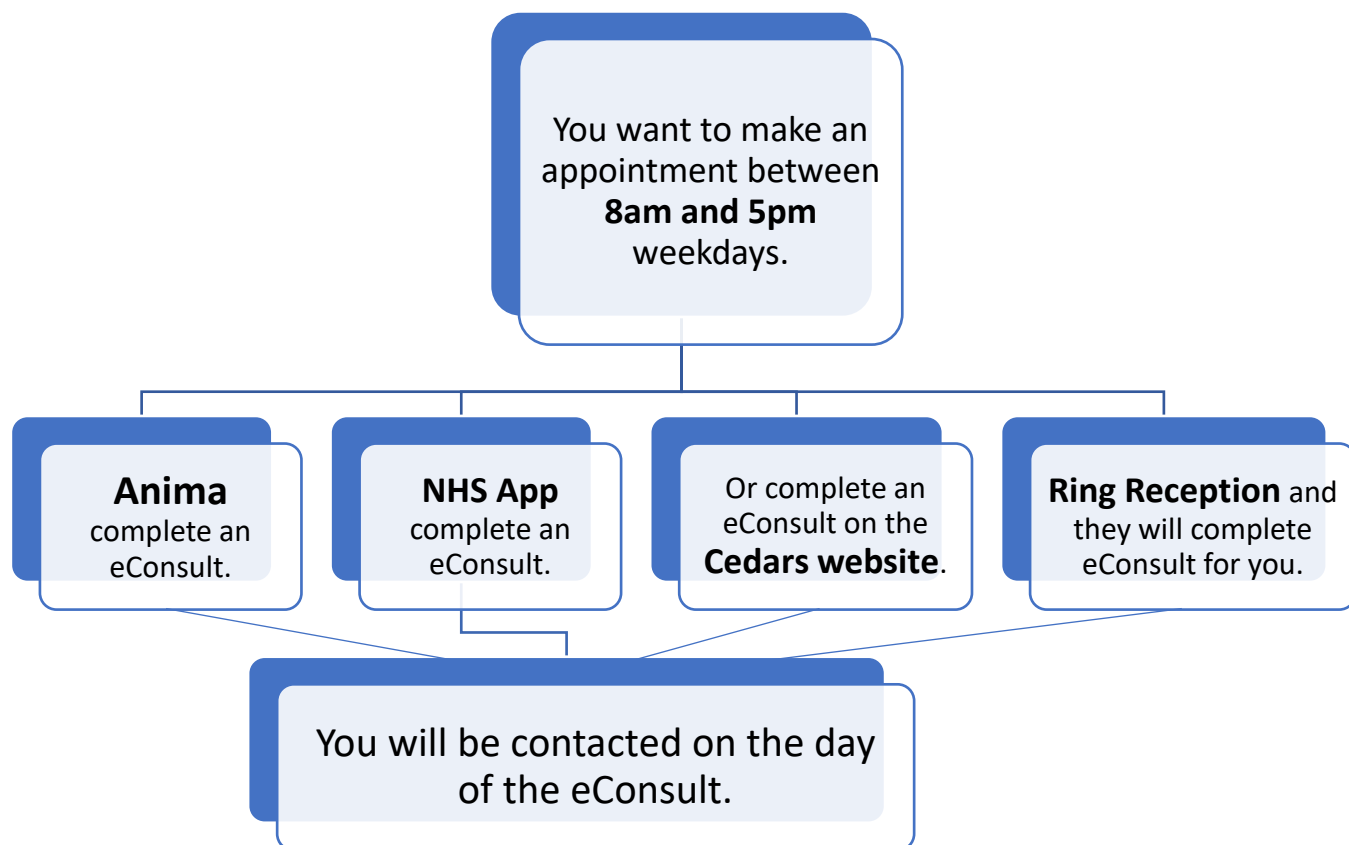 You want to make an
appointment between
8am and 5pm
weekdays.
Anima
complete an
eConsult.
NHS App
complete an
eConsult.
Or complete an
eConsult on the
Cedars website.
Ring Reception and
they will complete
eConsult for you.
You will be contacted on the day
of the eConsult.